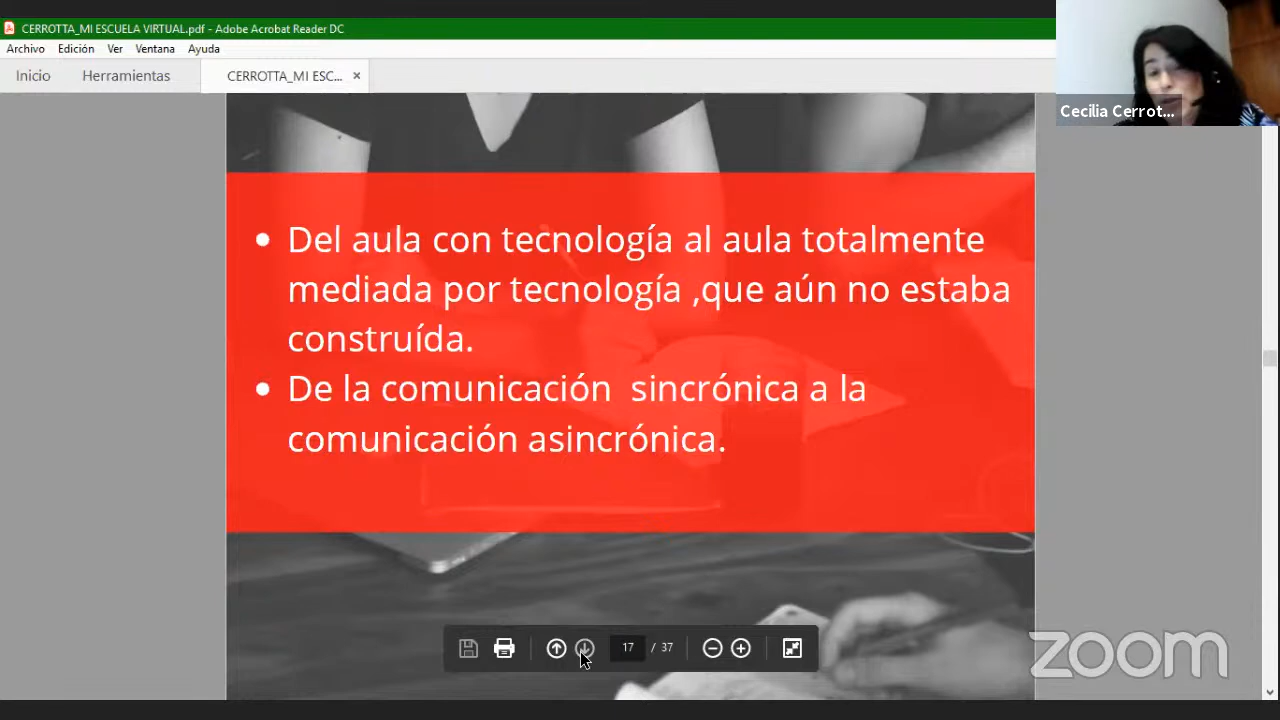 CERROTTA_MI ESCUELA VIRTUAL.pdf - Adobe Acrobat Reader DC
Archivo Edición Ver Ventana Ayuda
Inicio Herramientas CERROTTA_MI ESC... ×
Cecilia Cerrot...
• Del aula con tecnología al aula totalmente
mediada por tecnología ,que aún no estaba
construída.
• De la comunicación  sincrónica a la
comunicación asincrónica.
17 / 37
zoom